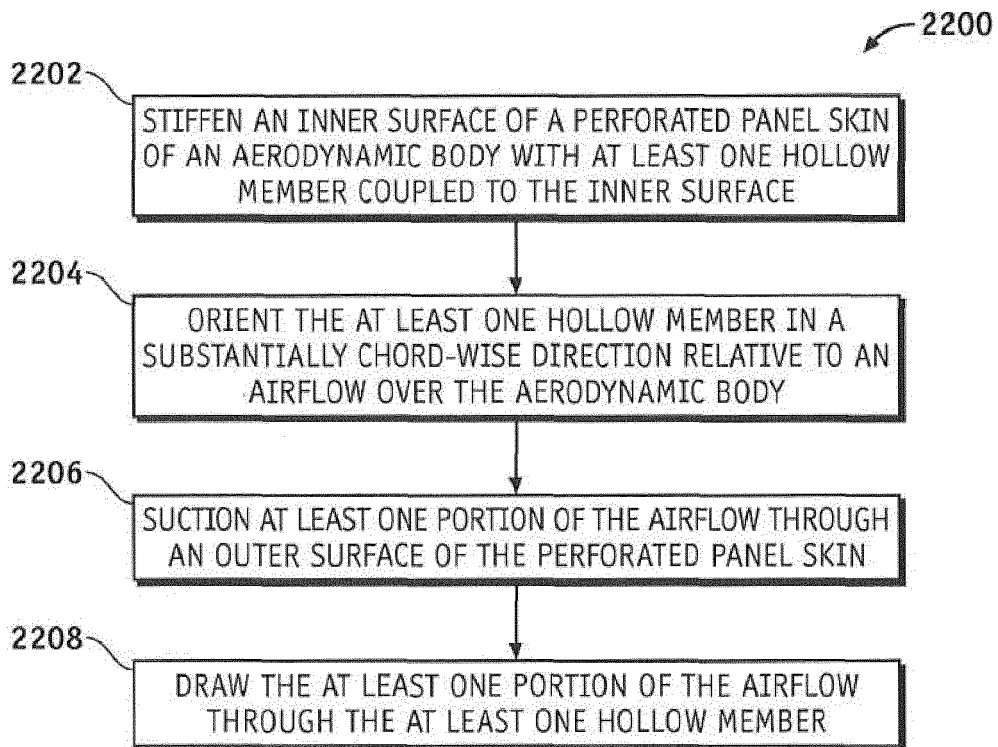 2200
2202
STIFFEN AN INNER SURFACE OF A PERFORATED PANEL SKIN
OF AN AERODYNAMIC BODY WITH AT LEAST ONE HOLLOW
MEMBER COUPLED TO THE INNER SURFACE
2204
ORIENT THE AT LEAST ONE HOLLOW MEMBER IN A
SUBSTANTIALLY CHORD-WISE DIRECTION RELATIVE TO AN
AIRFLOW OVER THE AERODYNAMIC BODY
2206
SUCTION AT LEAST ONE PORTION OF THE AIRFLOW THROUGH
AN OUTER SURFACE OF THE PERFORATED PANEL SKIN
2208
DRAW THE AT LEAST ONE PORTION OF THE AIRFLOW
THROUGH THE AT LEAST ONE HOLLOW MEMBER